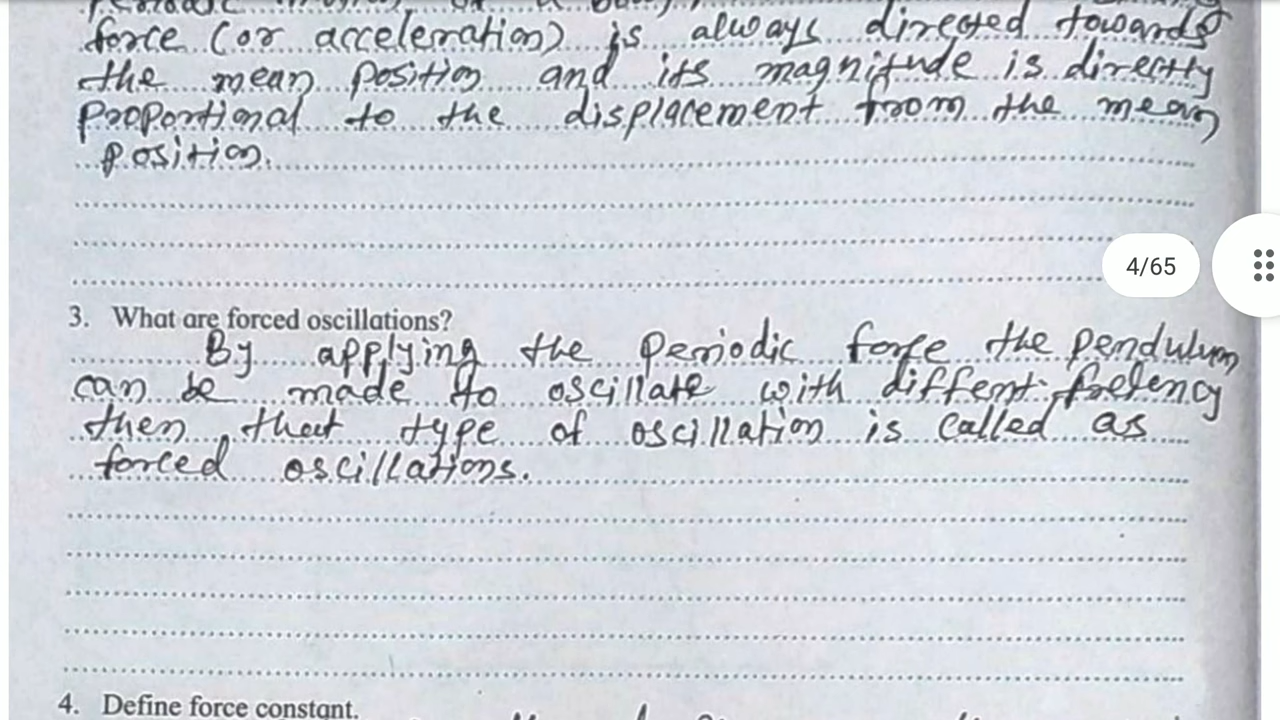 force (or acceleration) is always directed towards
the mean position and its magnitude is directly
proportional to the displacement from the mean
position.
4/65
3. What are forced oscillations?
By applying the periodic force the pendulum
can be made to oscillate with differnt frelency
then, that type of oscillation is called as
forced oscillations.
4. Define force constant.